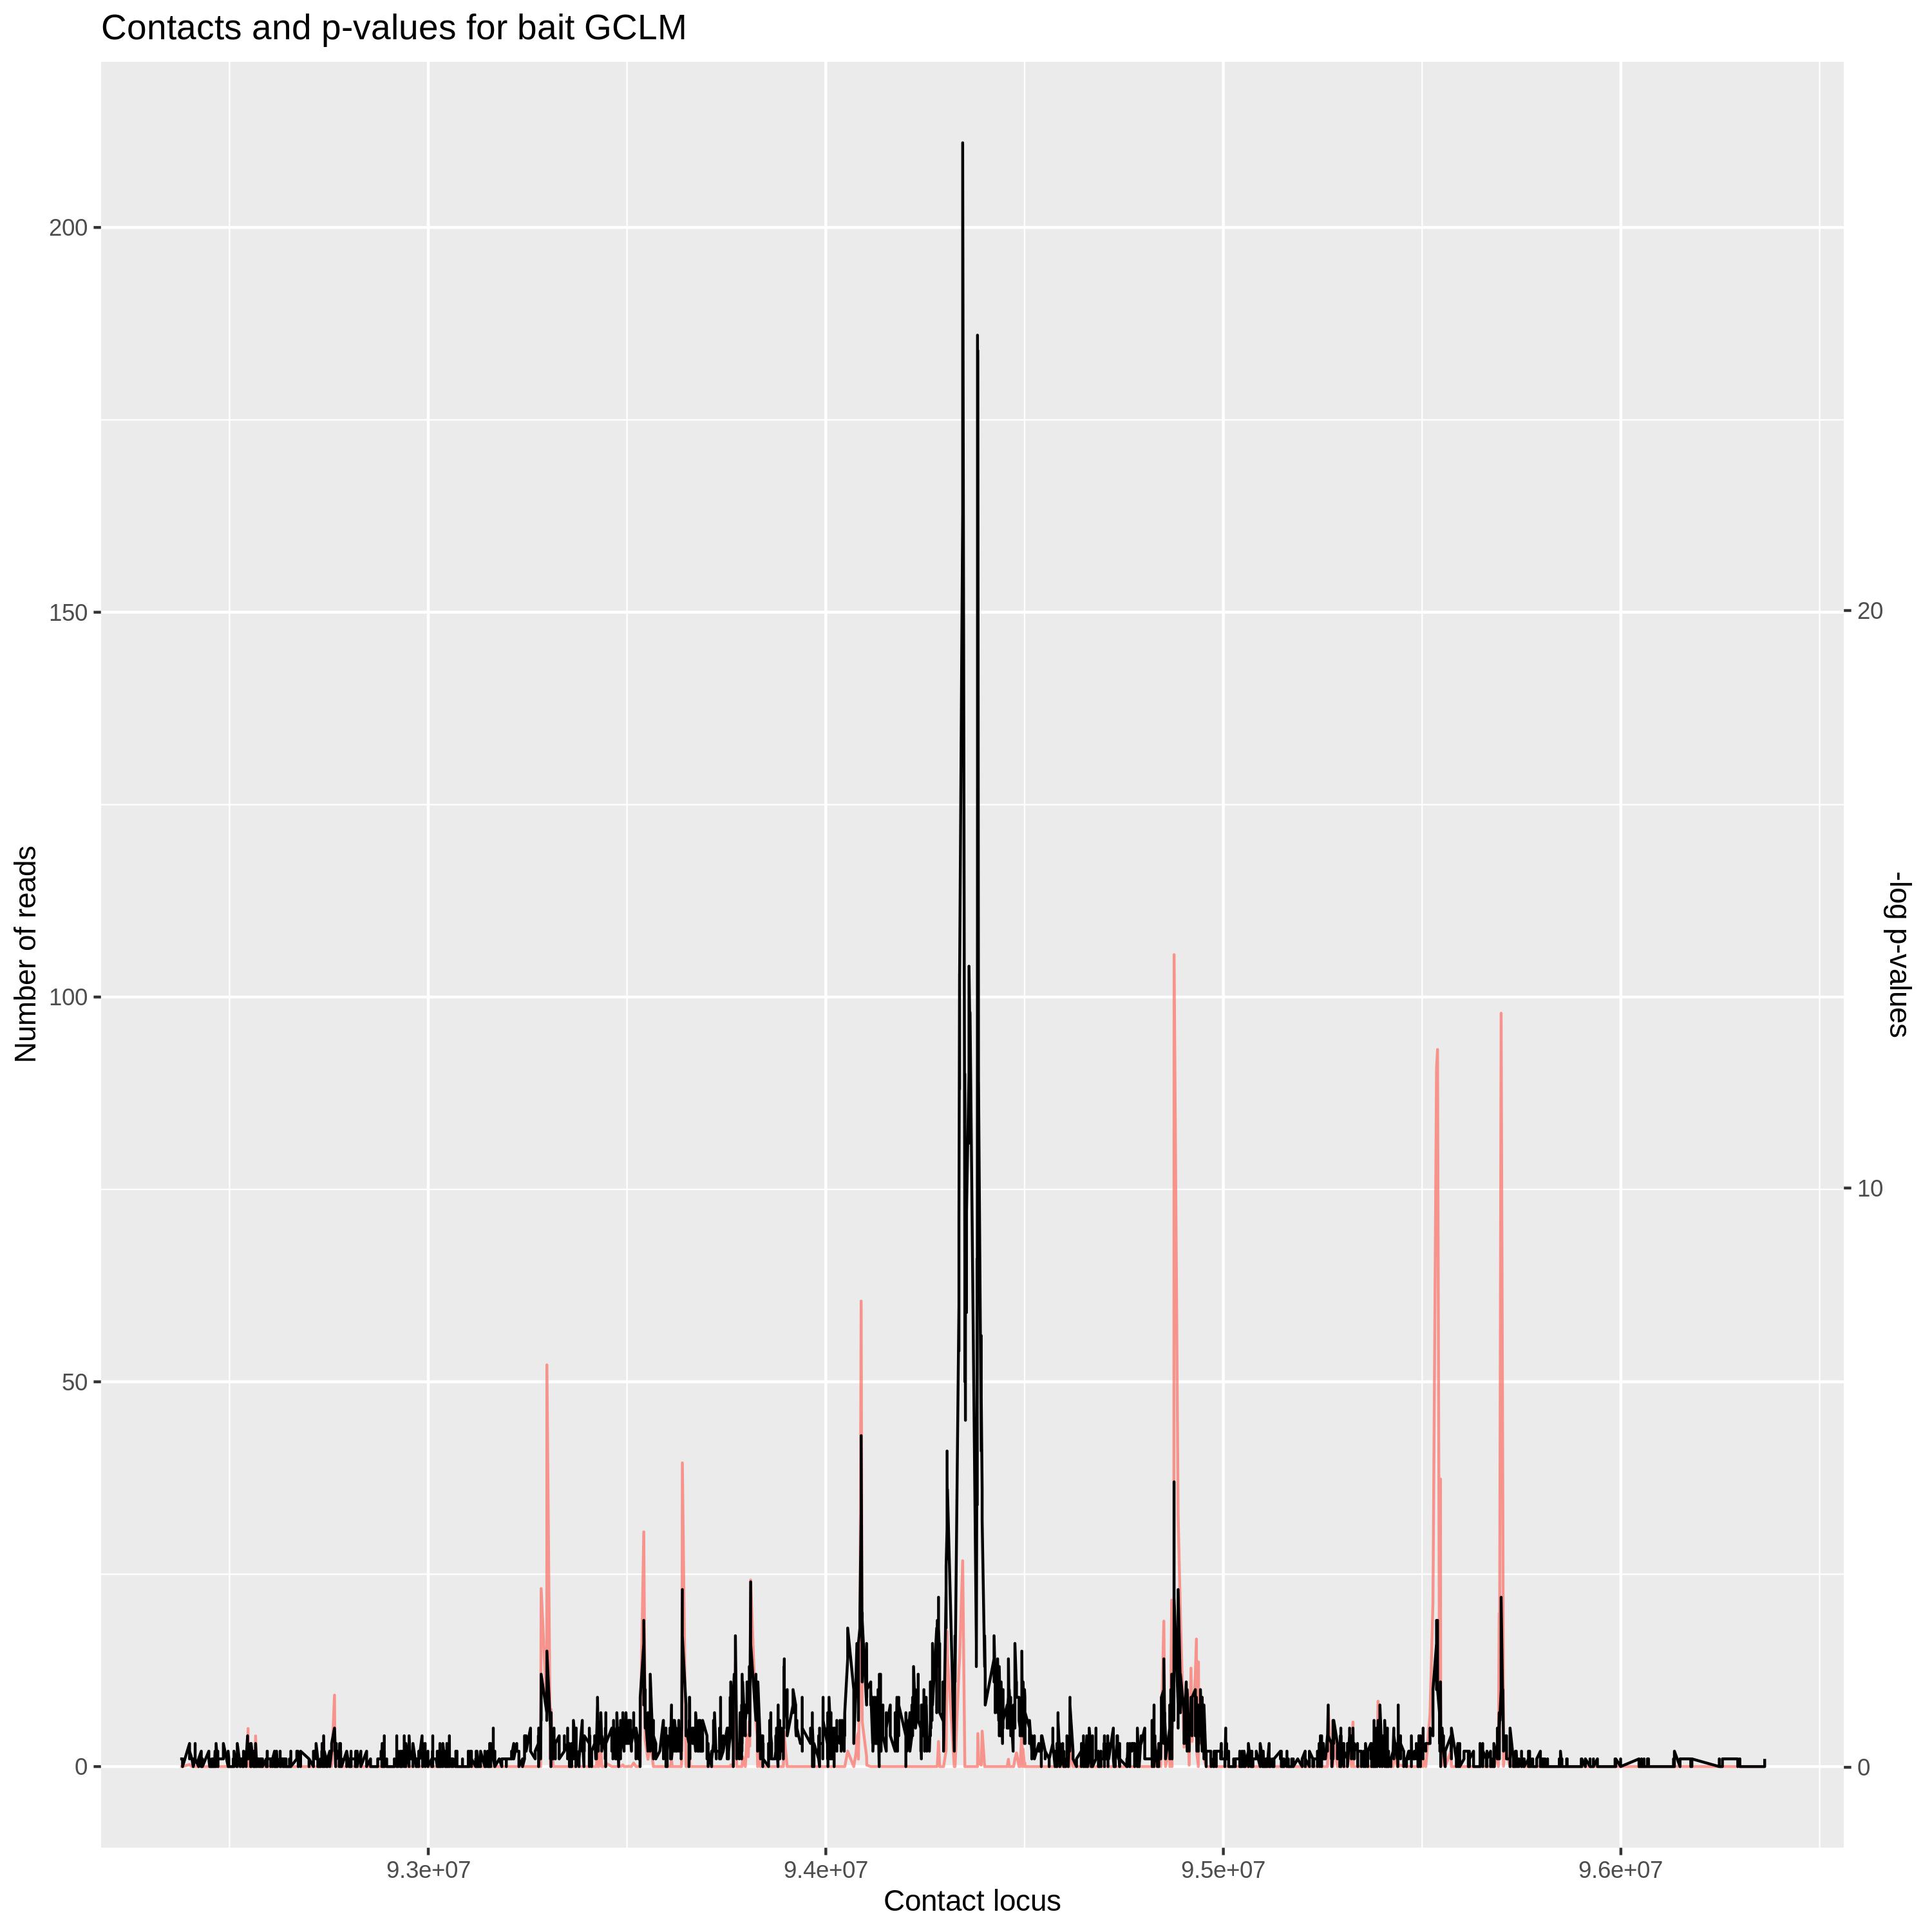 Contacts and p-values for bait GCLM
200
150
100
50
0
Number of reads
20
10
0
-log p-values
9.3e+07
9.4e+07
9.5e+07
9.6e+07
Contact locus